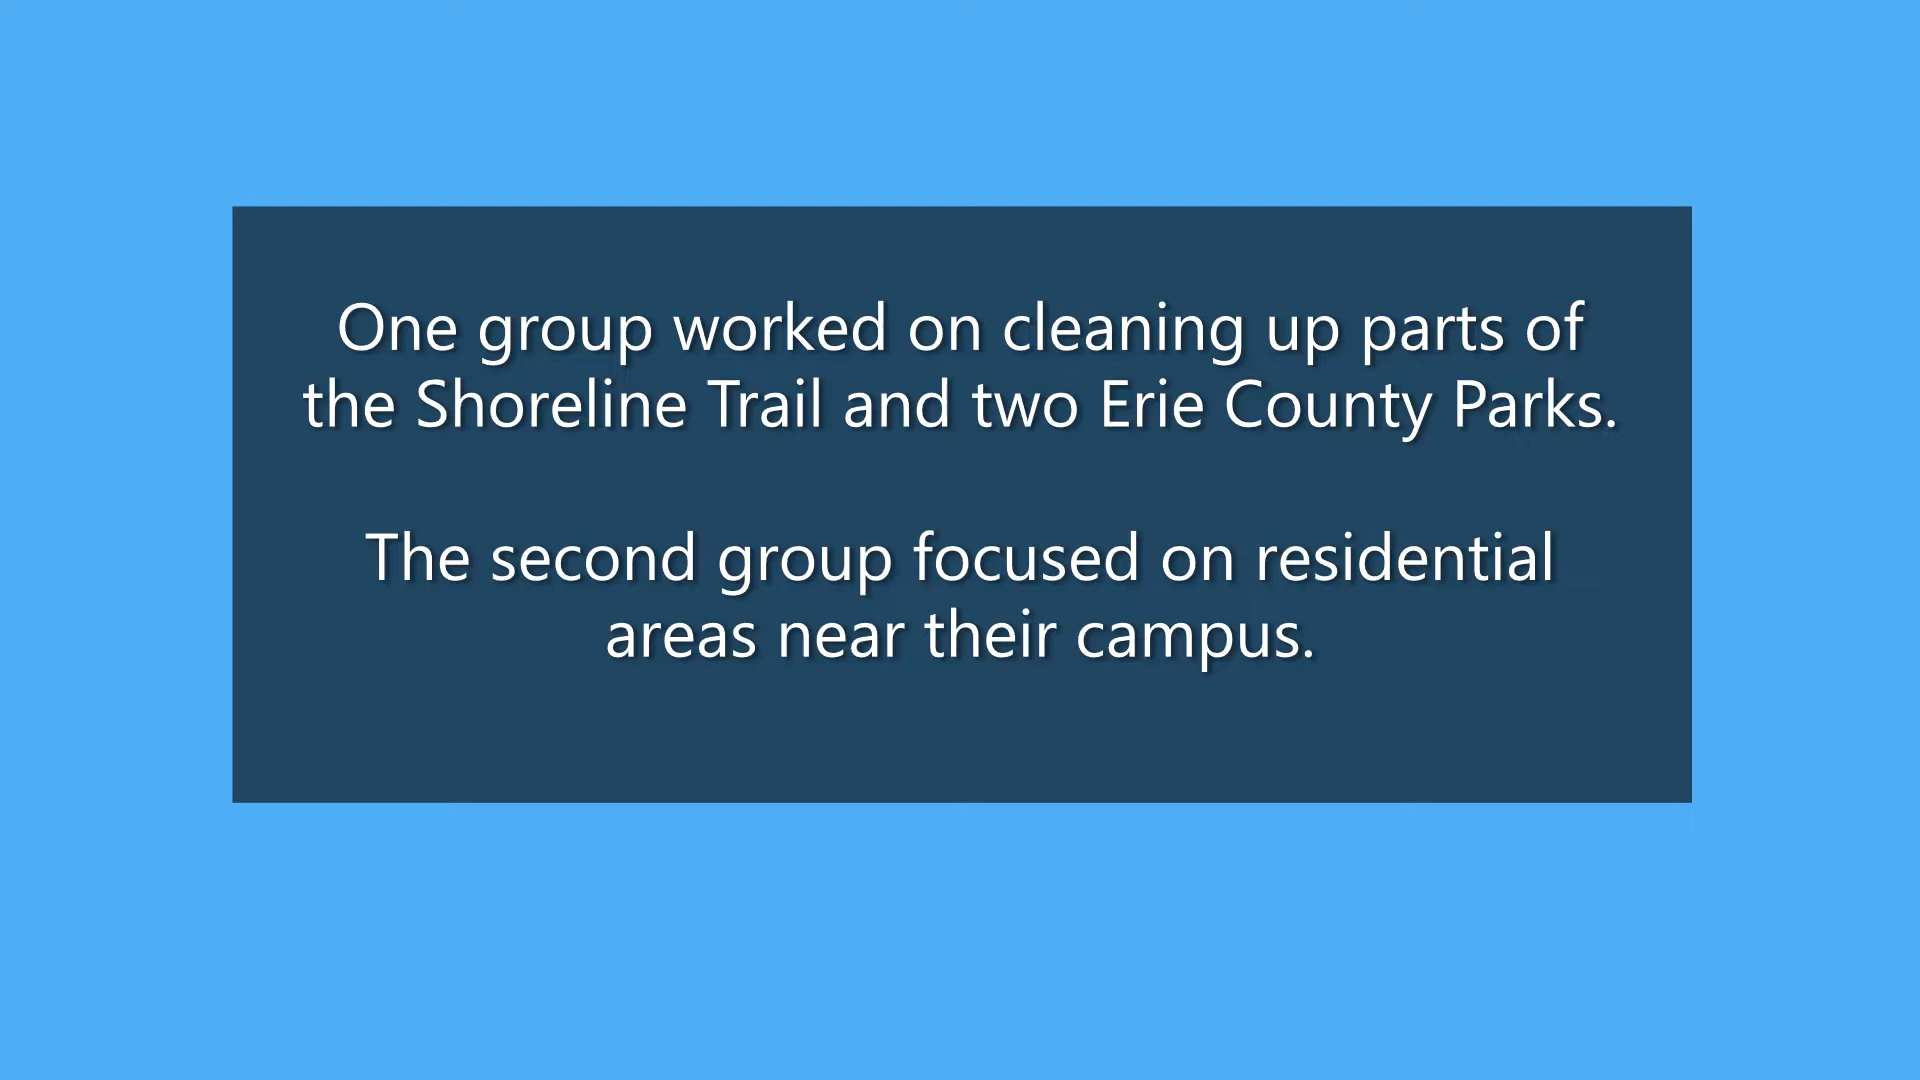 One group worked on cleaning up parts of
the Shoreline Trail and two Erie County Parks.
The second group focused on residential
areas near their campus.